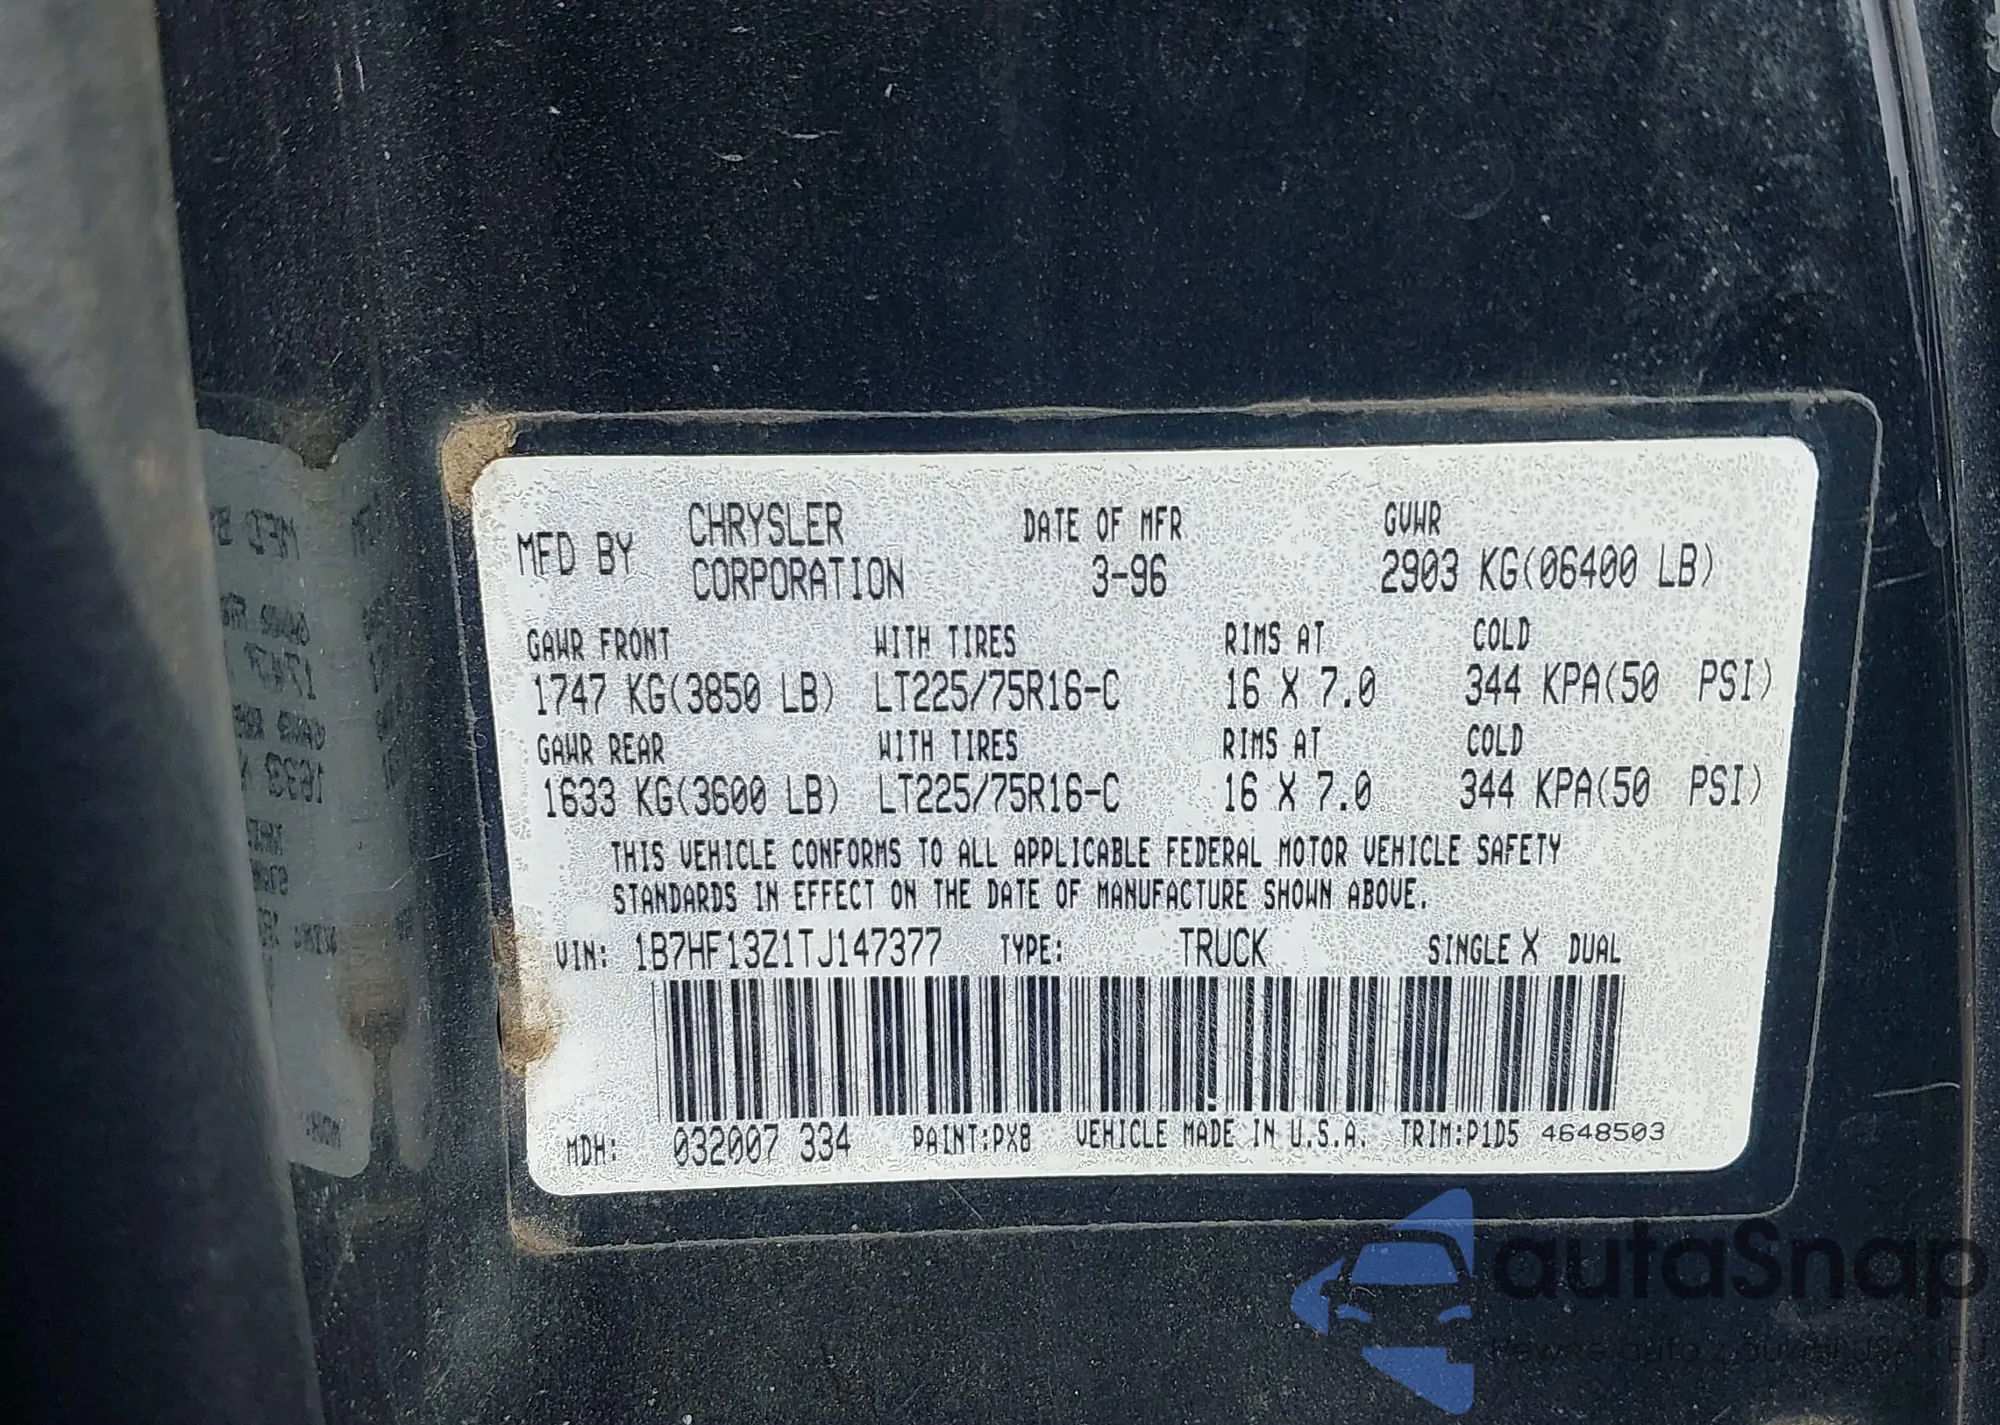 MFD BY CHRYSLER CORPORATION DATE OF MFR 3-96 GVWR 2903 KG(06400 LB)
GAWR FRONT WITH TIRES RIMS AT COLD
1747 KG(3850 LB) LT225/75R16-C 16 X 7.0 344 KPA(50 PSI)
GAWR REAR WITH TIRES RIMS AT COLD
1633 KG(3600 LB) LT225/75R16-C 16 X 7.0 344 KPA(50 PSI)
THIS VEHICLE CONFORMS TO ALL APPLICABLE FEDERAL MOTOR VEHICLE SAFETY
STANDARDS IN EFFECT ON THE DATE OF MANUFACTURE SHOWN ABOVE.
VIN: 1B7HF13Z1TJ147377 TYPE: TRUCK SINGLE X DUAL
MDH: 032007 334 PAINT:PX8 VEHICLE MADE IN U.S.A. TRIM:P1D5 4648503
autaSnap